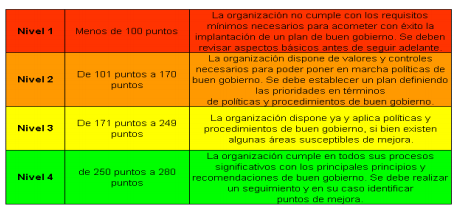 La organización no cumple con los requisitos
mínimos necesarios para acometer con éxito la
implantación de un plan de buen gobierno. Se deben
revisar aspectos básicos antes de seguir adelante.
Nivel 1
Menos de 100 puntos
La organización dispone de valores y controles
necesarios para poder poner en marcha políticas de
buen gobierno. Se debe establecer un plan definiendo
las prioridades en términos
de políticas y procedimientos de buen gobierno.
Nivel 2
De 101 puntos a 170
puntos
La organización dispone ya y aplica políticas y
procedimientos de buen gobierno, si bien existen
algunas áreas susceptibles de mejora.
Nivel 3
De 171 puntos a 249
puntos
La organización cumple en todos sus procesos
significativos con los principales principios y
recomendaciones de buen gobierno. Se debe realizar
un seguimiento y en su caso identificar
puntos de mejora.
Nivel 4
de 250 puntos a 280
puntos